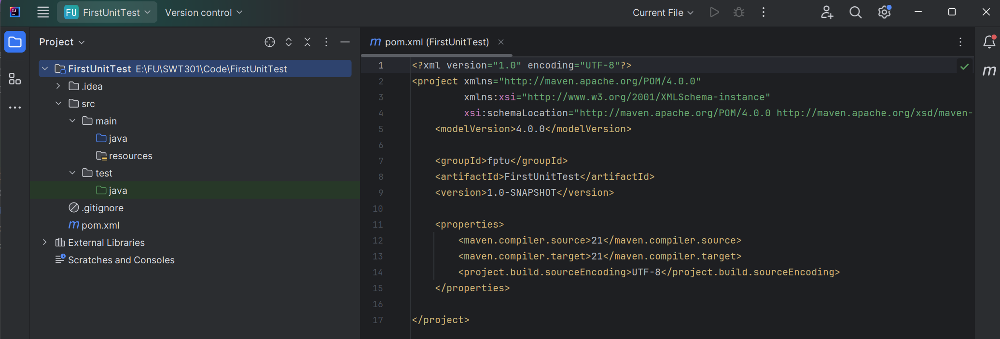 FU FirstUnitTest Version control Current File
Project
pom.xml (FirstUnitTest)
FirstUnitTest E:\FU\SWT301\Code\FirstUnitTest
.idea
src
main
java
resources
test
java
.gitignore
m pom.xml
External Libraries
Scratches and Consoles
1 <?xml version="1.0" encoding="UTF-8"?>
2 <project xmlns="http://maven.apache.org/POM/4.0.0"
3 xmlns:xsi="http://www.w3.org/2001/XMLSchema-instance"
4 xsi:schemaLocation="http://maven.apache.org/POM/4.0.0 http://maven.apache.org/xsd/maven-
5 <modelVersion>4.0.0</modelVersion>
6
7 <groupId>fptu</groupId>
8 <artifactId>FirstUnitTest</artifactId>
9 <version>1.0-SNAPSHOT</version>
10
11 <properties>
12 <maven.compiler.source>21</maven.compiler.source>
13 <maven.compiler.target>21</maven.compiler.target>
14 <project.build.sourceEncoding>UTF-8</project.build.sourceEncoding>
15 </properties>
16
17 </project>
m